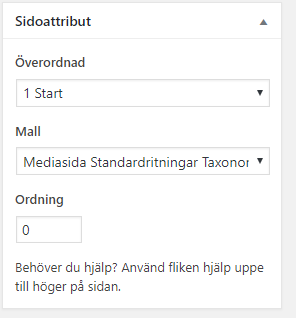 Sidoattribut
Överordnad
1 Start
Mall
Mediasida Standardritningar Taxonor
Ordning
0
Behöver du hjälp? Använd fliken hjälp uppe
till höger på sidan.